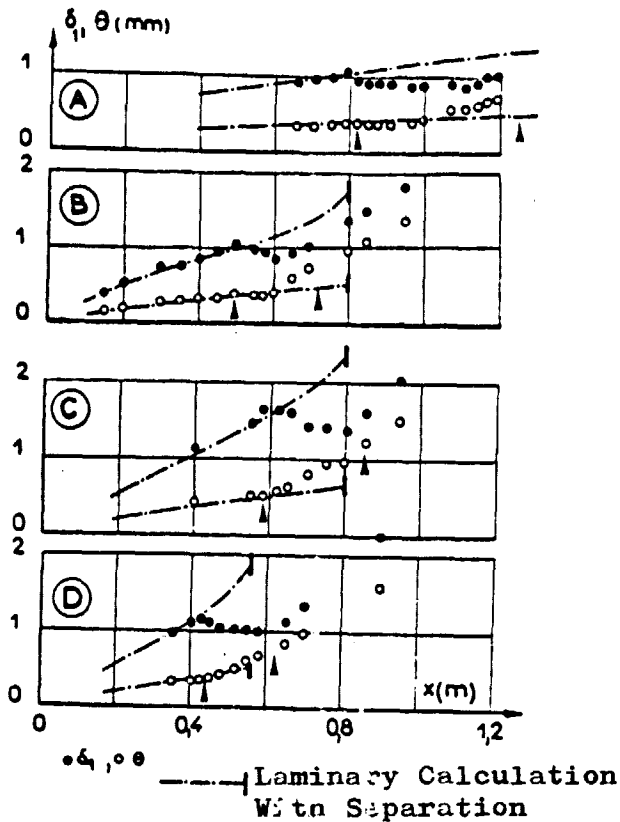 δ₁, θ (mm)
1
A
0
2
B
1
0
2
C
1
0
2
D
1
0
x(m)
0 0,4 0,8 1,2
• δ₁, o θ
Laminary Calculation
With Separation